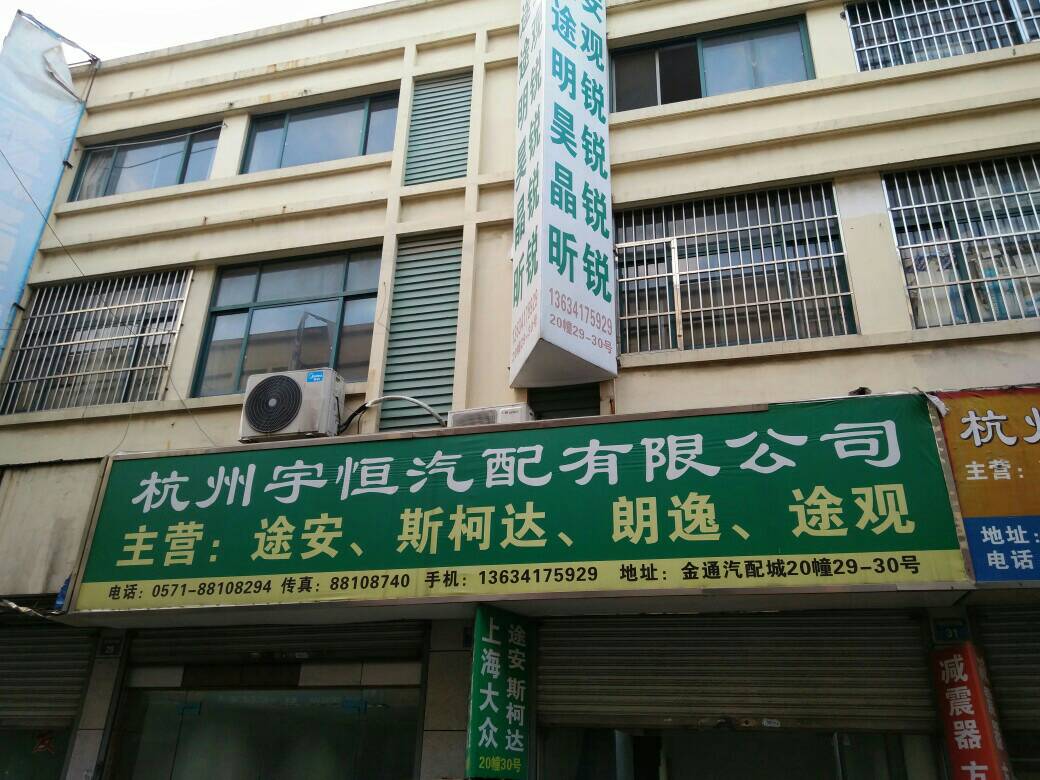 安观
途锐
明锐
昊锐
晶锐
昕锐
13634175929
20幢29-30号
杭州宇恒汽配有限公司
主营：途安、斯柯达、朗逸、途观
电话：0571-88108294 传真：88108740 手机：13634175929 地址：金通汽配城20幢29-30号
上海大众
途安斯柯达
20幢30号
杭州
主营：
地址：
电话
31
减震器